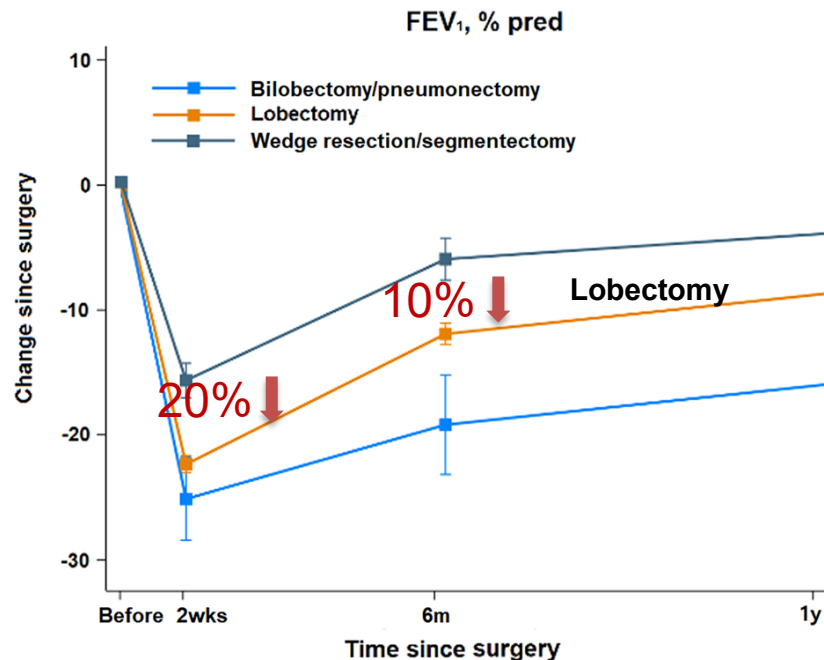 FEV₁, % pred
10
0
-10
-20
-30
Change since surgery
Bilobectomy/pneumonectomy
Lobectomy
Wedge resection/segmentectomy
10%
Lobectomy
20%
Before 2wks 6m 1y
Time since surgery